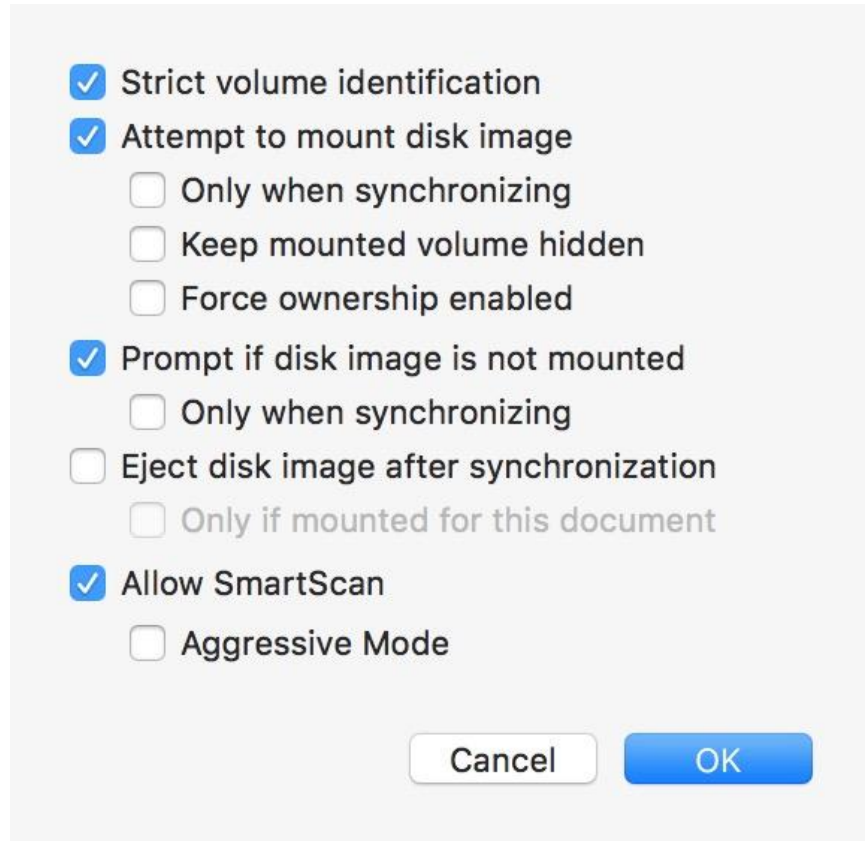 Strict volume identification
Attempt to mount disk image
Only when synchronizing
Keep mounted volume hidden
Force ownership enabled
Prompt if disk image is not mounted
Only when synchronizing
Eject disk image after synchronization
Only if mounted for this document
Allow SmartScan
Aggressive Mode
Cancel OK